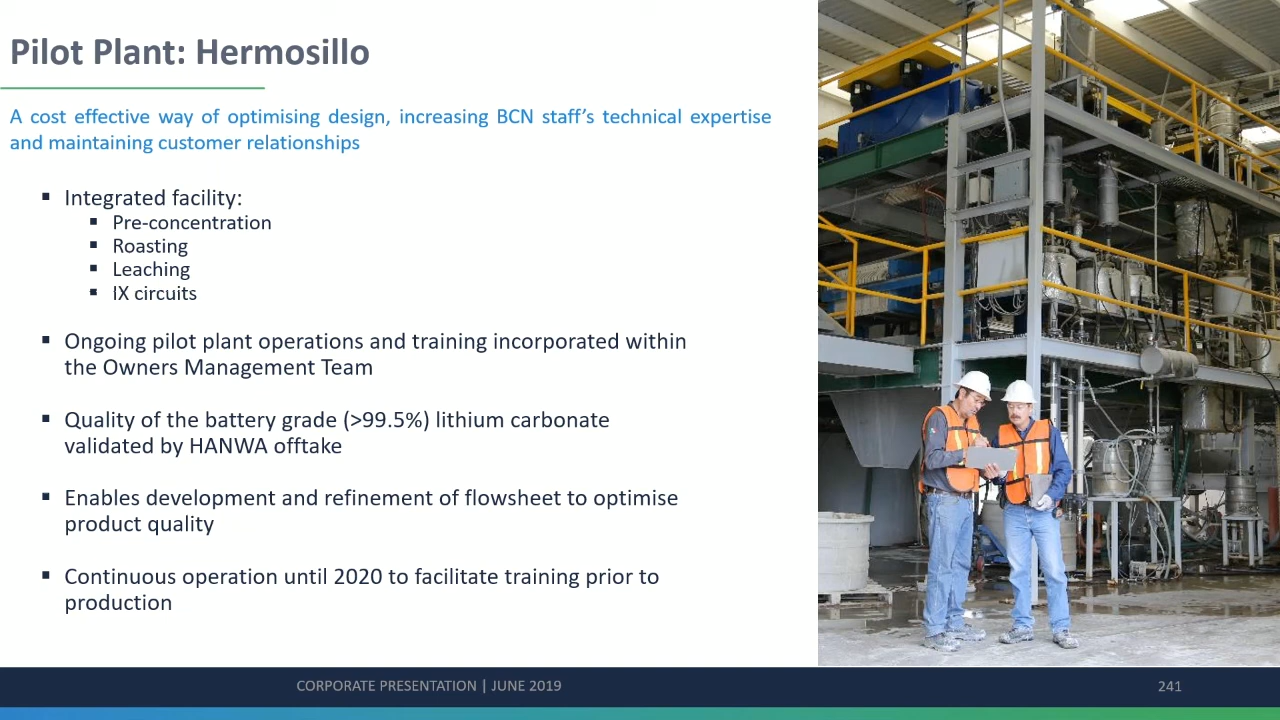 Pilot Plant: Hermosillo
A cost effective way of optimising design, increasing BCN staff’s technical expertise
and maintaining customer relationships
▪ Integrated facility:
▪ Pre-concentration
▪ Roasting
▪ Leaching
▪ IX circuits
▪ Ongoing pilot plant operations and training incorporated within
the Owners Management Team
▪ Quality of the battery grade (>99.5%) lithium carbonate
validated by HANWA offtake
▪ Enables development and refinement of flowsheet to optimise
product quality
▪ Continuous operation until 2020 to facilitate training prior to
production
CORPORATE PRESENTATION | JUNE 2019
241